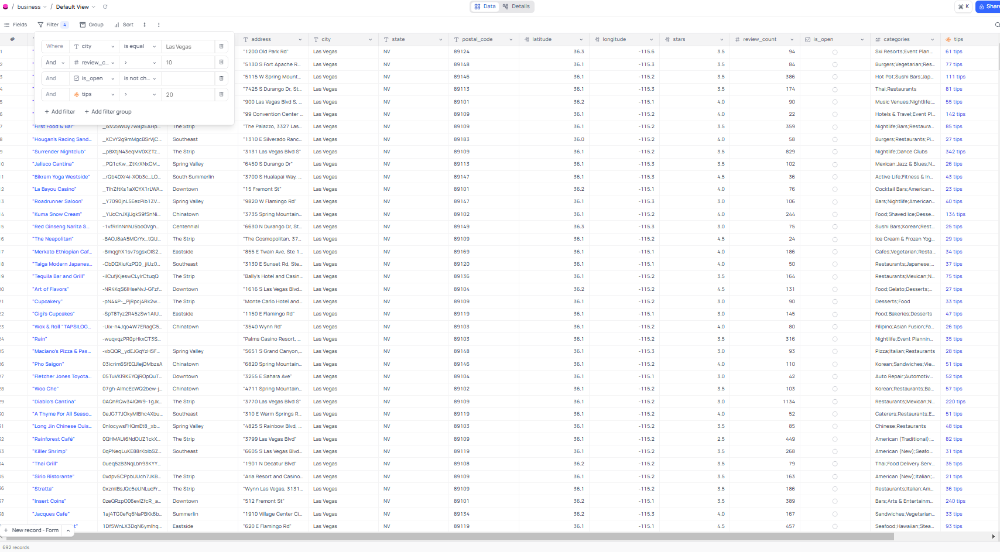 / business / Default View
Data Details
⌘ K Share
Fields Filter 4 Group Sort
Where city is equal Las Vegas
And review_c... > 10
And is_open is not ch...
And tips > 20
+ Add filter + Add filter group
# address city state postal_code latitude longitude stars review_count is_open categories tips
1 "1200 Old Park Rd" Las Vegas NV 89124 36.3 -115.6 3.5 94 Ski Resorts;Event Plan... 61 tips
2 "5130 S Fort Apache R... Las Vegas NV 89148 36.1 -115.3 3.5 84 Burgers;Vegetarian;Res... 77 tips
3 "5115 W Spring Mount... Las Vegas NV 89146 36.1 -115.2 3.5 386 Hot Pot;Sushi Bars;Jap... 111 tips
4 "7425 S Durango Dr, St... Las Vegas NV 89113 36.1 -115.3 3.5 174 Thai;Restaurants 81 tips
5 "900 Las Vegas Blvd S, ... Las Vegas NV 89101 36.2 -115.1 4.0 90 Music Venues;Nightlife;... 55 tips
6 "99 Convention Center ... Las Vegas NV 89109 36.1 -115.2 4.0 22 Hotels & Travel;Event Pl... 142 tips
7 "First Food & Bar" The Strip "The Palazzo, 3327 Las... Las Vegas NV 89109 36.1 -115.2 3.5 359 Nightlife;Bars;Restaura... 85 tips
8 "Hougan's Racing Sand... _KCvY2g9mMgcBSrVjC... Southeast "1310 E Silverado Ranc... Las Vegas NV 89183 36.0 -115.2 4.0 58 Burgers;Restaurants;Pi... 27 tips
9 "Surrender Nightclub" _pBXtjN43eqMV0XZTz... The Strip "3131 Las Vegas Blvd S" Las Vegas NV 89109 36.1 -115.2 3.5 829 Nightlife;Dance Clubs 342 tips
10 "Jalisco Cantina" _PQ1cKw_ZtKrXNxCM... Spring Valley "6450 S Durango Dr" Las Vegas NV 89113 36.1 -115.3 3.5 102 Mexican;Jazz & Blues;N... 26 tips
11 "Bikram Yoga Westside" _rQb4DXr4i-XOb3c_LO... South Summerlin "3700 S Hualapai Way, ... Las Vegas NV 89147 36.1 -115.3 4.5 36 Active Life;Fitness & In... 43 tips
12 "La Bayou Casino" _TlhZftKs1aXCYX1rLWA... Downtown "15 Fremont St" Las Vegas NV 89101 36.2 -115.1 4.0 76 Cocktail Bars;American... 23 tips
13 "Roadrunner Saloon" _Y7090jnL5EezPib1ZV... Spring Valley "9820 W Flamingo Rd" Las Vegas NV 89147 36.1 -115.3 3.0 106 Bars;Nightlife;American... 40 tips
14 "Kuma Snow Cream" _YUcCnJXjUgkS9fSnNi... Chinatown "3735 Spring Mountain... Las Vegas NV 89102 36.1 -115.2 4.0 244 Food;Shaved Ice;Desse... 134 tips
15 "Red Ginseng Narita S... -1vfRrInNnNJ5boOVgh... Centennial "6630 N Durango Dr, St... Las Vegas NV 89149 36.3 -115.3 3.0 75 Sushi Bars;Korean;Rest... 25 tips
16 "The Neapolitan" -BAOJ8aA5MCrYx_tQU... The Strip "The Cosmopolitan, 37... Las Vegas NV 89109 36.1 -115.2 4.5 24 Ice Cream & Frozen Yog... 29 tips
17 "Merkato Ethiopian Caf... -BmqghX1sv7sgsxOIS2... Eastside "855 E Twain Ave, Ste 1... Las Vegas NV 89169 36.1 -115.1 4.0 186 Cafes;Vegetarian;Resta... 34 tips
18 "Taiga Modern Japanes... -CbDQXiuKzPQ0_jiUz0... Southeast "3130 E Sunset Rd, Ste... Las Vegas NV 89120 36.1 -115.1 4.0 50 Restaurants;Japanese;... 37 tips
19 "Tequila Bar and Grill" -ilCufjKjeswCLylrCtuqQ The Strip "Bally's Hotel and Casin... Las Vegas NV 89136 36.1 -115.2 3.5 164 Restaurants;Mexican;N... 75 tips
20 "Art of Flavors" -NR4KqS6lHseNvJ-GFzf... Downtown "1616 S Las Vegas Blvd... Las Vegas NV 89104 36.2 -115.2 4.5 131 Food;Gelato;Desserts;... 27 tips
21 "Cupcakery" -pN44P-_PjRpcj4Rk2w... The Strip "Monte Carlo Hotel and... Las Vegas NV 89109 36.1 -115.2 3.0 90 Desserts;Food 33 tips
22 "Gigi's Cupcakes" -SpT8Tyz2R45zSw1AIU... Eastside "1150 E Flamingo Rd" Las Vegas NV 89119 36.1 -115.1 3.0 145 Food;Bakeries;Desserts 47 tips
23 "Wok & Roll "TAPSILOG... -Uix-n4Jqo4W7ERagC5... Chinatown "3540 Wynn Rd" Las Vegas NV 89103 36.1 -115.2 4.0 80 Filipino;Asian Fusion;Fa... 26 tips
24 "Rain" -wuqvqzPR0pHkxCT3S... "Palms Casino Resort, ... Las Vegas NV 89103 36.1 -115.2 3.5 316 Nightlife;Event Plannin... 35 tips
25 "Maciano's Pizza & Pas... -xbQQR_ydEJGqYzHSF... Spring Valley "5651 S Grand Canyon,... Las Vegas NV 89148 36.1 -115.3 3.0 93 Pizza;Italian;Restaurants 28 tips
26 "Pho Saigon" 03icrim6SfEQJlejDMbzsA Chinatown "6820 Spring Mountain... Las Vegas NV 89146 36.1 -115.2 4.0 110 Korean;Sandwiches;Vie... 51 tips
27 "Fletcher Jones Toyota... 05TuVKI9KEYQjROpQuT... Downtown "3255 E Sahara Ave" Las Vegas NV 89104 36.1 -115.1 3.0 42 Auto Repair;Automotiv... 52 tips
28 "Woo Che" 07gh-AlmcEcWQ2bew-j... Chinatown "4711 Spring Mountain... Las Vegas NV 89102 36.1 -115.2 3.5 103 Korean;Restaurants;Ba... 57 tips
29 "Diablo's Cantina" 0AQnRQw34IQW9-1gJk... The Strip "3770 Las Vegas Blvd S" Las Vegas NV 89109 36.1 -115.2 3.0 1134 Restaurants;Mexican;N... 220 tips
30 "A Thyme For All Seaso... 0eJG77JOkyMlBhc4Xbu... Southeast "310 E Warm Springs R... Las Vegas NV 89119 36.1 -115.2 4.0 52 Caterers;Restaurants;E... 51 tips
31 "Long Jin Chinese Cuis... 0nlocywsFHQmEt8_xb... Spring Valley "4825 S Rainbow Blvd, ... Las Vegas NV 89103 36.1 -115.2 3.0 85 Chinese;Restaurants 48 tips
32 "Rainforest Café" 0QHMAUi6NdOUZ1ckX... The Strip "3799 Las Vegas Blvd" Las Vegas NV 89109 36.1 -115.2 2.5 449 American (Traditional);... 82 tips
33 "Killer Shrimp" 0qPNeqLuKE88rKbIbSZ... Southeast "6605 S Las Vegas Blvd... Las Vegas NV 89119 36.1 -115.2 3.5 268 American (New);Seafo... 31 tips
34 "Thai Grill" 0ueq5zB3NqLbh93KYY... "1901 N Decatur Blvd" Las Vegas NV 89108 36.2 -115.2 3.5 79 Thai;Food Delivery Serv... 35 tips
35 "Sirio Ristorante" 0xdpv5CPpbUUch7JKB... The Strip "Aria Resort and Casino... Las Vegas NV 89109 36.1 -115.2 3.5 163 American (New);Italian;... 21 tips
36 "Stratta" 0xzmIBsJQc5eUNLucFr... The Strip "Wynn Las Vegas, 3131... Las Vegas NV 89109 36.1 -115.2 3.5 186 Restaurants;Italian;Am... 36 tips
37 "Insert Coins" 0zeQRzpO06evIZfcR_a... Downtown "512 Fremont St" Las Vegas NV 89101 36.2 -115.1 3.5 389 Bars;Arts & Entertainm... 240 tips
38 "Jacques Cafe" 1aj4TG0eFq6NaPBKk6b... Summerlin "1910 Village Center Ci... Las Vegas NV 89134 36.2 -115.3 4.0 167 Sandwiches;Vegetarian... 33 tips
+ New record - Form 1Df5WnLX3DqN6ymlhq... Eastside "620 E Flamingo Rd" Las Vegas NV 89119 36.1 -115.1 4.5 457 Seafood;Hawaiian;Stea... 93 tips
692 records